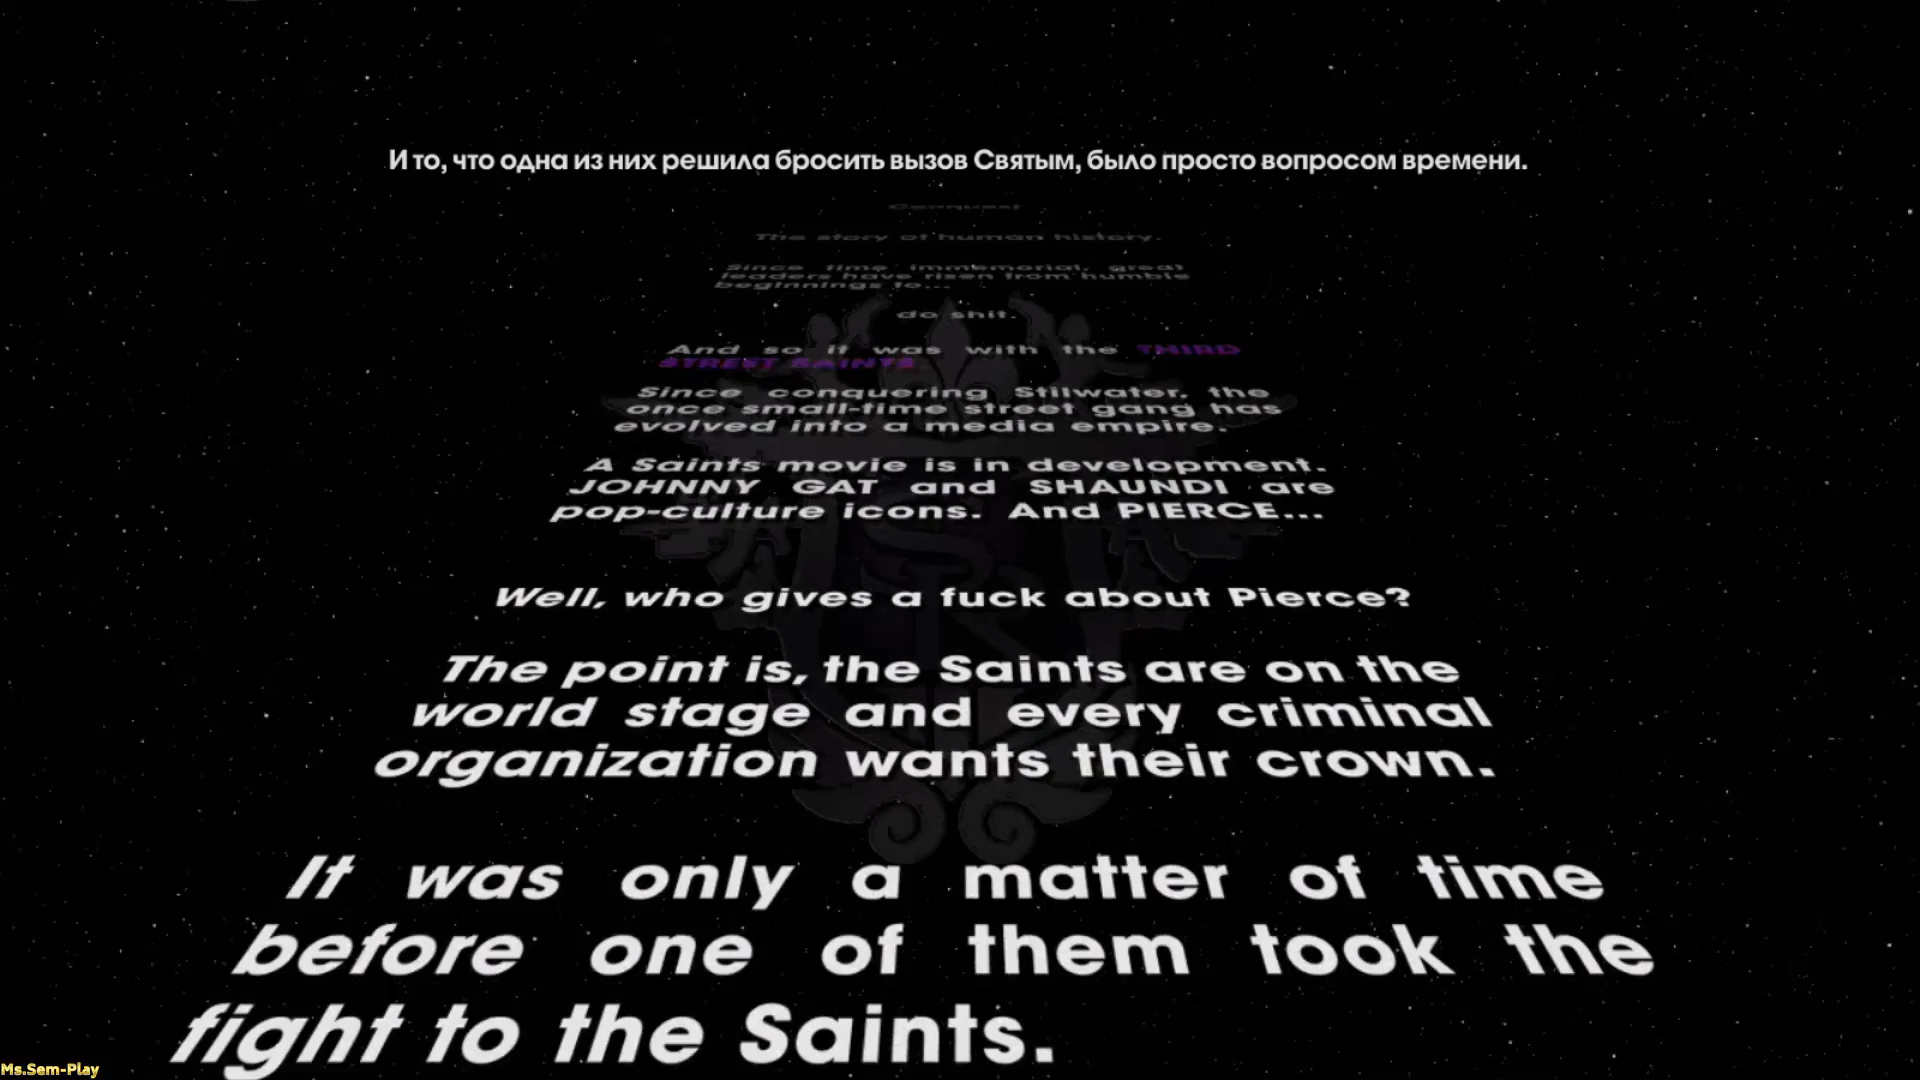 И то, что одна из них решила бросить вызов Святым, было просто вопросом времени.
Conquest
The story of human history.
Since time immemorial, great
leaders have risen from humble
beginnings to...
do shit.
And so it was with the THIRD
STREET SAINTS
Since conquering Stilwater, the
once small-time street gang has
evolved into a media empire.
A Saints movie is in development.
JOHNNY GAT and SHAUNDI are
pop-culture icons. And PIERCE...
Well, who gives a fuck about Pierce?
The point is, the Saints are on the
world stage and every criminal
organization wants their crown.
It was only a matter of time
before one of them took the
fight to the Saints.
Ms.Sem-Play